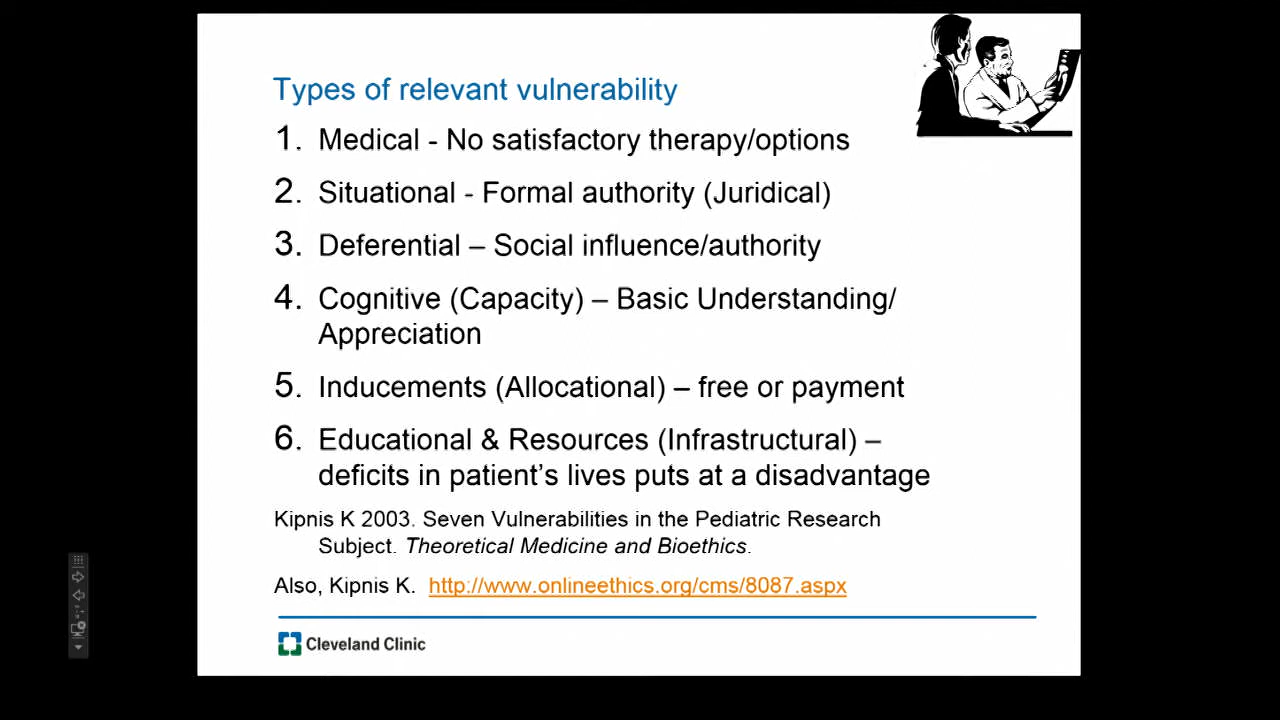 Types of relevant vulnerability
1. Medical - No satisfactory therapy/options
2. Situational - Formal authority (Juridical)
3. Deferential – Social influence/authority
4. Cognitive (Capacity) – Basic Understanding/
Appreciation
5. Inducements (Allocational) – free or payment
6. Educational & Resources (Infrastructural) –
deficits in patient’s lives puts at a disadvantage
Kipnis K 2003. Seven Vulnerabilities in the Pediatric Research
Subject. Theoretical Medicine and Bioethics.
Also, Kipnis K. http://www.onlineethics.org/cms/8087.aspx
Cleveland Clinic